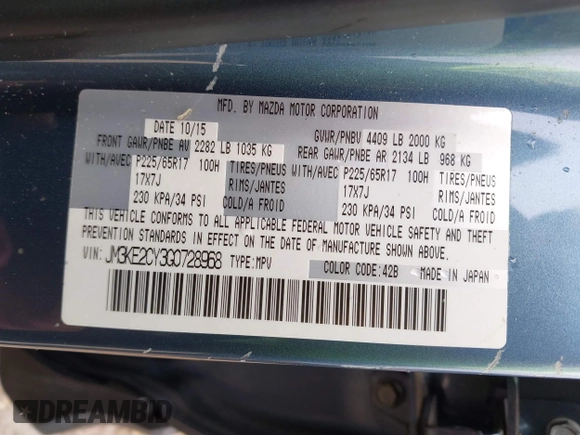 MFD. BY MAZDA MOTOR CORPORATION
DATE 10/15 GVWR/PNBV 4409 LB 2000 KG
FRONT GAWR/PNBE AV 2282 LB 1035 KG REAR GAWR/PNBE AR 2134 LB 968 KG
WITH/AVEC P225/65R17 100H TIRES/PNEUS WITH/AVEC P225/65R17 100H TIRES/PNEUS
17X7J RIMS/JANTES 17X7J RIMS/JANTES
230 KPA/34 PSI COLD/A FROID 230 KPA/34 PSI COLD/A FROID
THIS VEHICLE CONFORMS TO ALL APPLICABLE FEDERAL MOTOR VEHICLE SAFETY AND THEFT
PREVENTION STANDARDS IN EFFECT ON THE DATE OF MANUFACTURE SHOWN ABOVE.
VIN: JM3KE2CY3G0728968 TYPE:MPV COLOR CODE:42B MADE IN JAPAN
DREAMBID